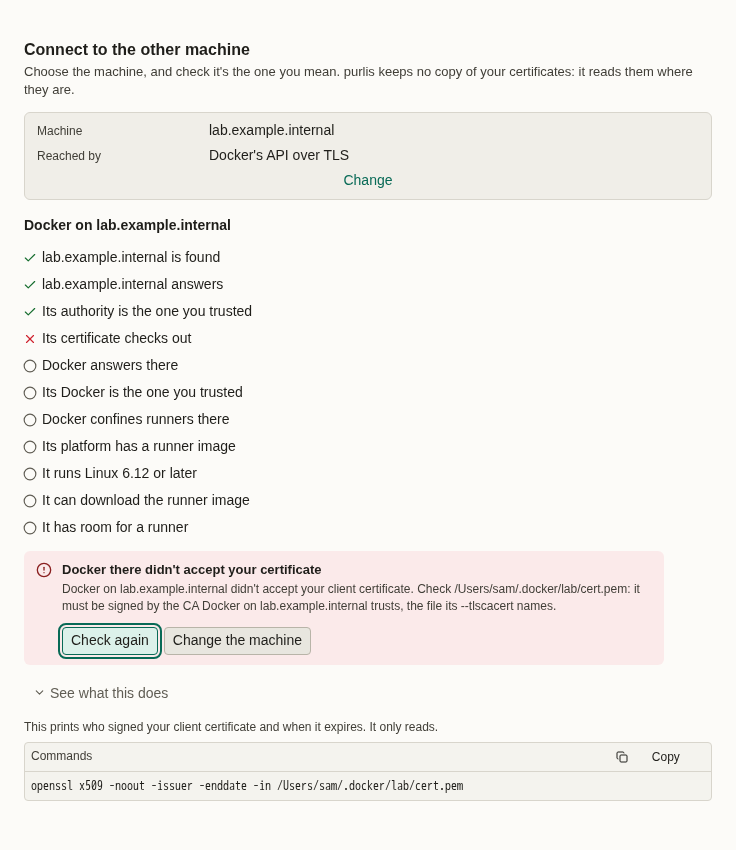 Connect to the other machine
Choose the machine, and check it's the one you mean. purlis keeps no copy of your certificates: it reads them where
they are.
Machine lab.example.internal
Reached by Docker's API over TLS
Change
Docker on lab.example.internal
lab.example.internal is found
lab.example.internal answers
Its authority is the one you trusted
Its certificate checks out
Docker answers there
Its Docker is the one you trusted
Docker confines runners there
Its platform has a runner image
It runs Linux 6.12 or later
It can download the runner image
It has room for a runner
Docker there didn't accept your certificate
Docker on lab.example.internal didn't accept your client certificate. Check /Users/sam/.docker/lab/cert.pem: it
must be signed by the CA Docker on lab.example.internal trusts, the file its --tlscacert names.
Check again Change the machine
See what this does
This prints who signed your client certificate and when it expires. It only reads.
Commands Copy
openssl x509 -noout -issuer -enddate -in /Users/sam/.docker/lab/cert.pem